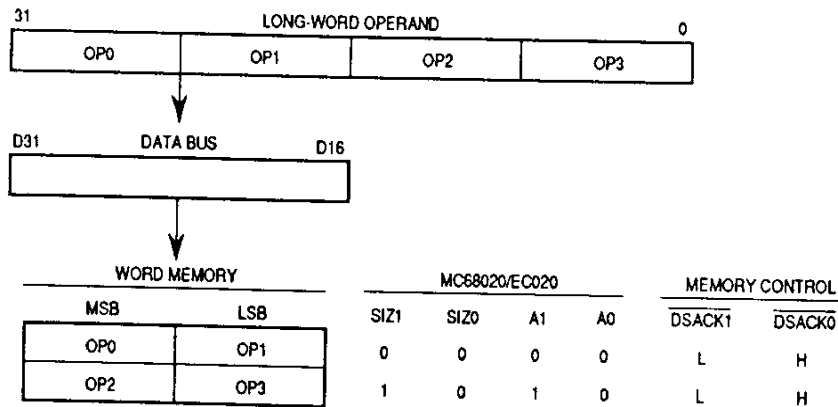 31 LONG-WORD OPERAND 0
OP0 OP1 OP2 OP3
D31 DATA BUS D16
WORD MEMORY MC68020/EC020 MEMORY CONTROL
MSB LSB SIZ1 SIZ0 A1 A0 DSACK1 DSACK0
OP0 OP1 0 0 0 0 L H
OP2 OP3 1 0 1 0 L H